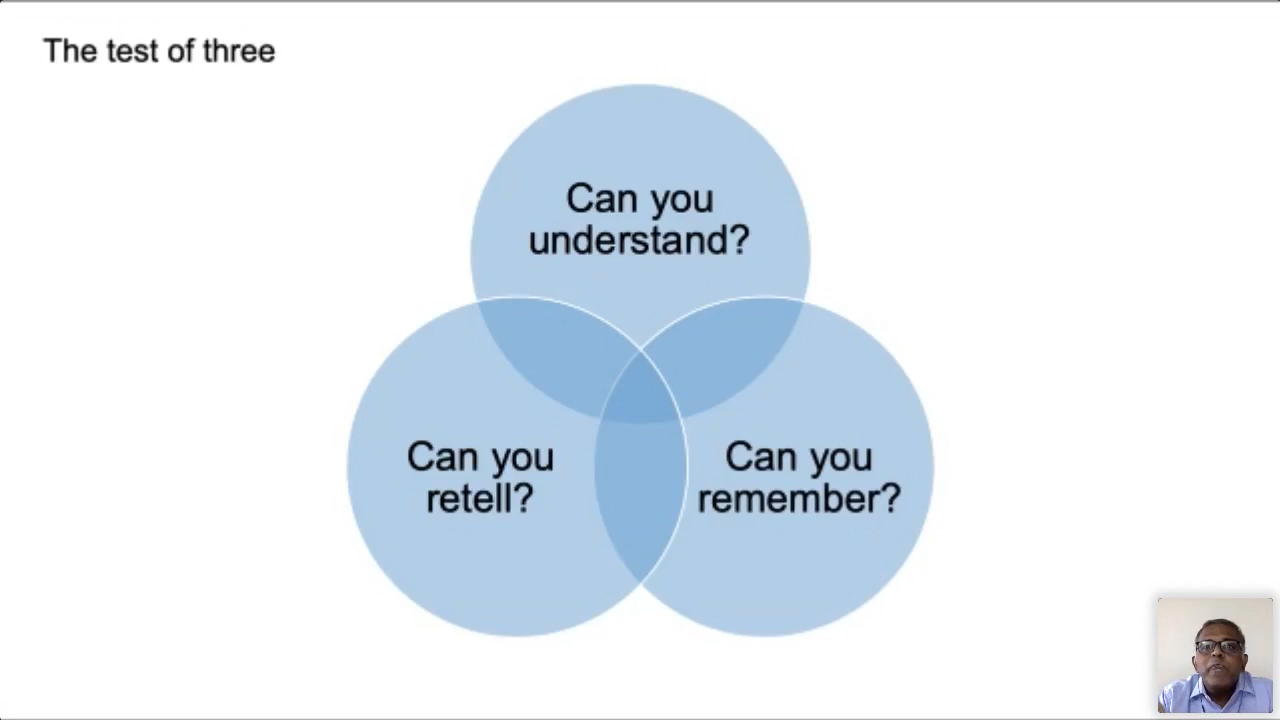 The test of three
Can you
understand?
Can you
retell?
Can you
remember?